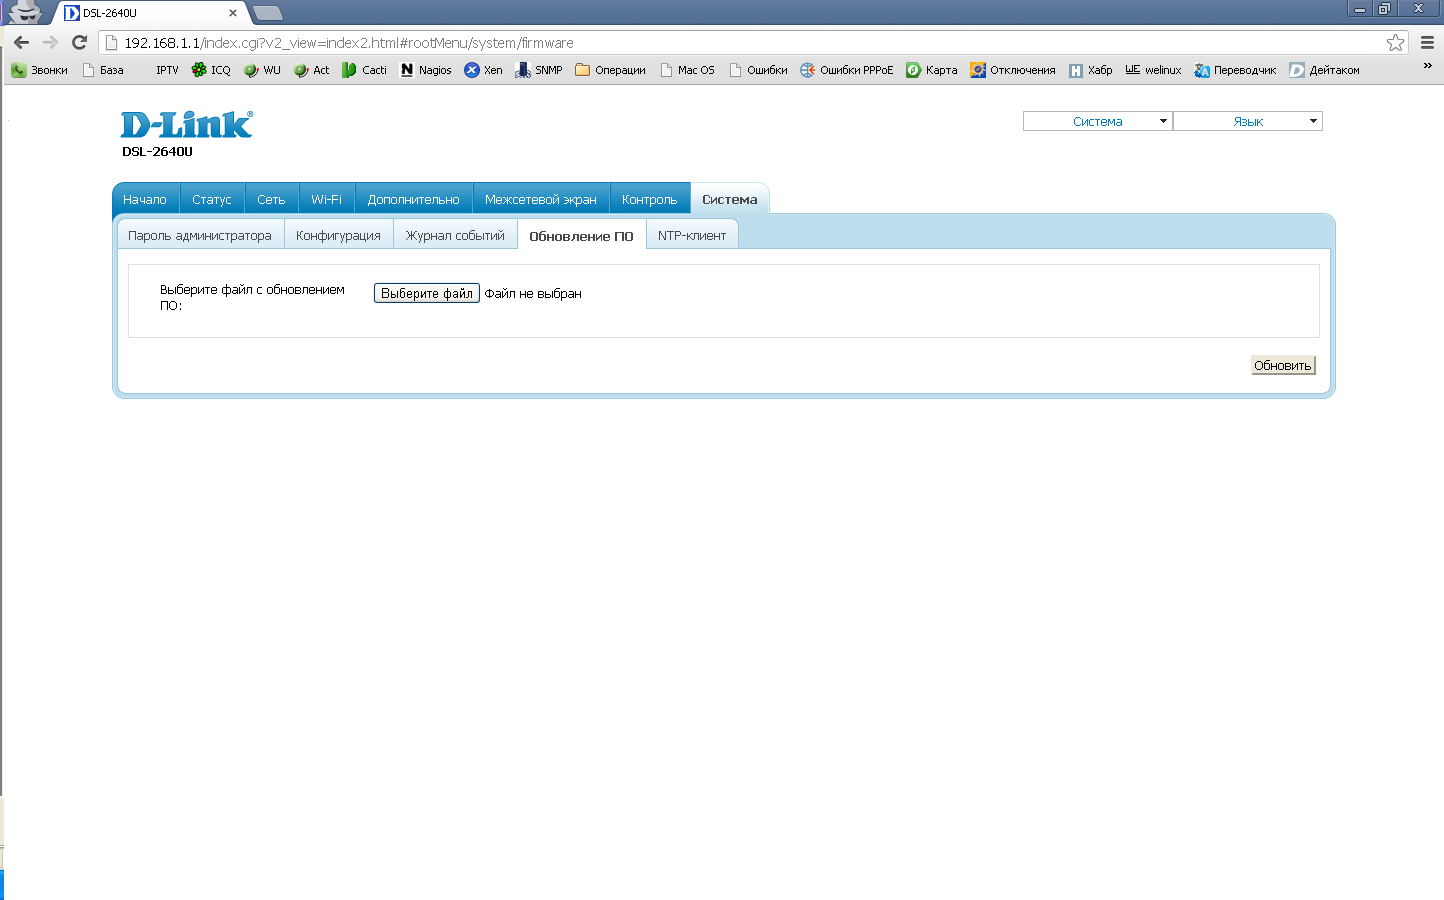 DSL-2640U
192.168.1.1/index.cgi?v2_view=index2.html#rootMenu/system/firmware
Звонки База IPTV ICQ WU Act Cacti Nagios Xen SNMP Операции Mac OS Ошибки Ошибки PPPoE Карта Отключения Хабр welinux Переводчик Дейтаком »
D-Link®
DSL-2640U
Система Язык
Начало Статус Сеть Wi-Fi Дополнительно Межсетевой экран Контроль Система
Пароль администратора Конфигурация Журнал событий Обновление ПО NTP-клиент
Выберите файл с обновлением
ПО:
Выберите файл Файл не выбран
Обновить